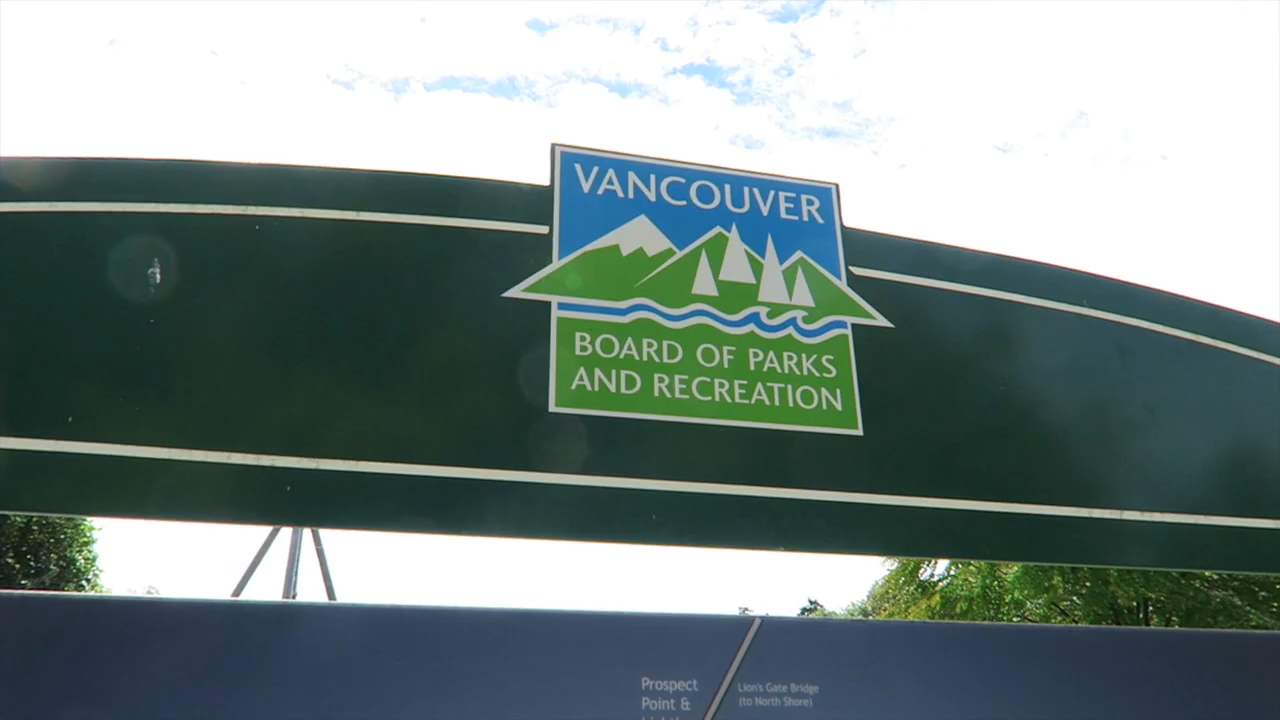 VANCOUVER
BOARD OF PARKS
AND RECREATION
Prospect
Point &
Lion's Gate Bridge
(to North Shore)